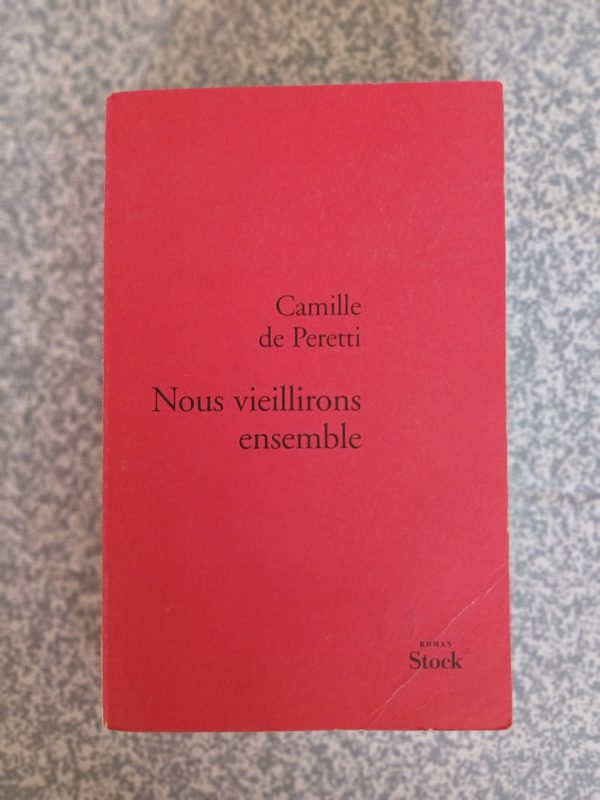 Camille
de Peretti
Nous vieillirons
ensemble
ROMAN
Stock